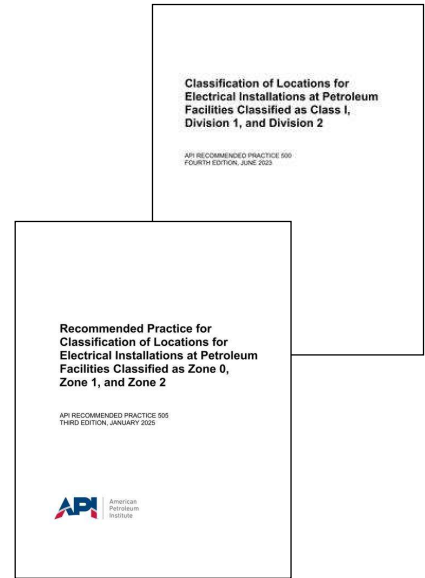 Classification of Locations for
Electrical Installations at Petroleum
Facilities Classified as Class I,
Division 1, and Division 2
API RECOMMENDED PRACTICE 500
FOURTH EDITION, JUNE 2023
Recommended Practice for
Classification of Locations for
Electrical Installations at Petroleum
Facilities Classified as Zone 0,
Zone 1, and Zone 2
API RECOMMENDED PRACTICE 505
THIRD EDITION, JANUARY 2025
API
American
Petroleum
Institute